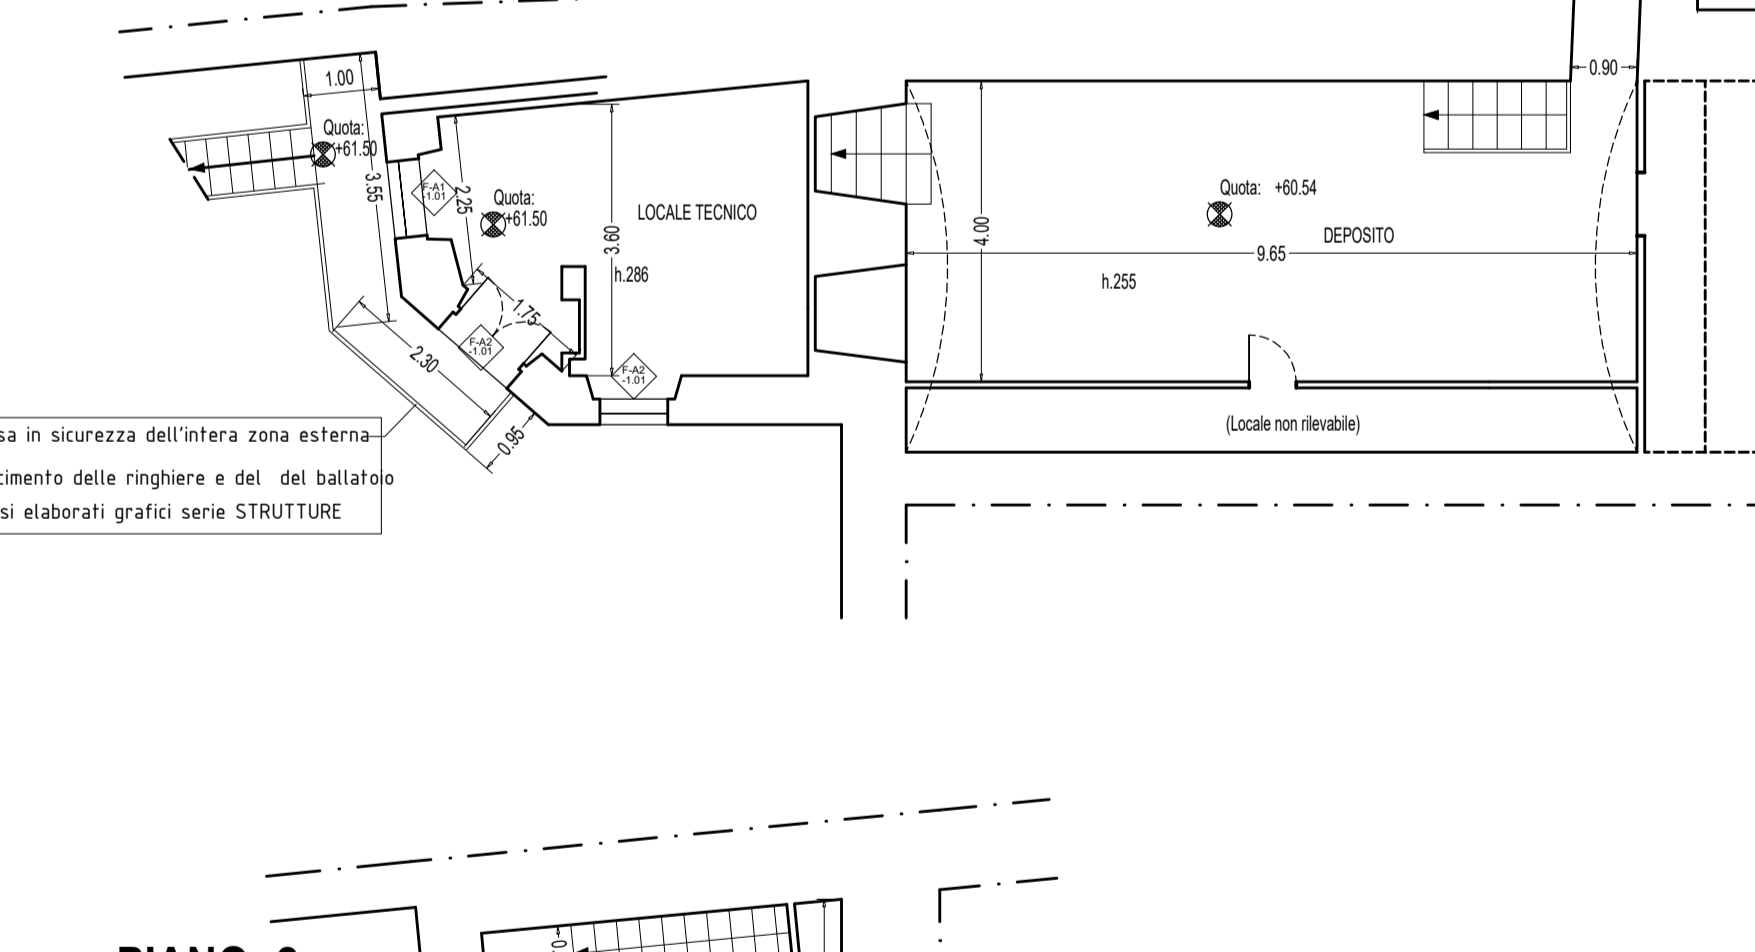 1.00
0.90
Quota:
+61.50
3.55
F-A1
-1.01
2.25
Quota:
+61.50
LOCALE TECNICO
3.60
h.286
4.00
Quota: +60.54
DEPOSITO
9.65
h.255
1.75
F-A2
-1.01
2.30
F-A2
-1.01
0.95
(Locale non rilevabile)
in sicurezza dell'intera zona esterna
delle ringhiere e del del ballatoio
elaborati grafici serie STRUTTURE